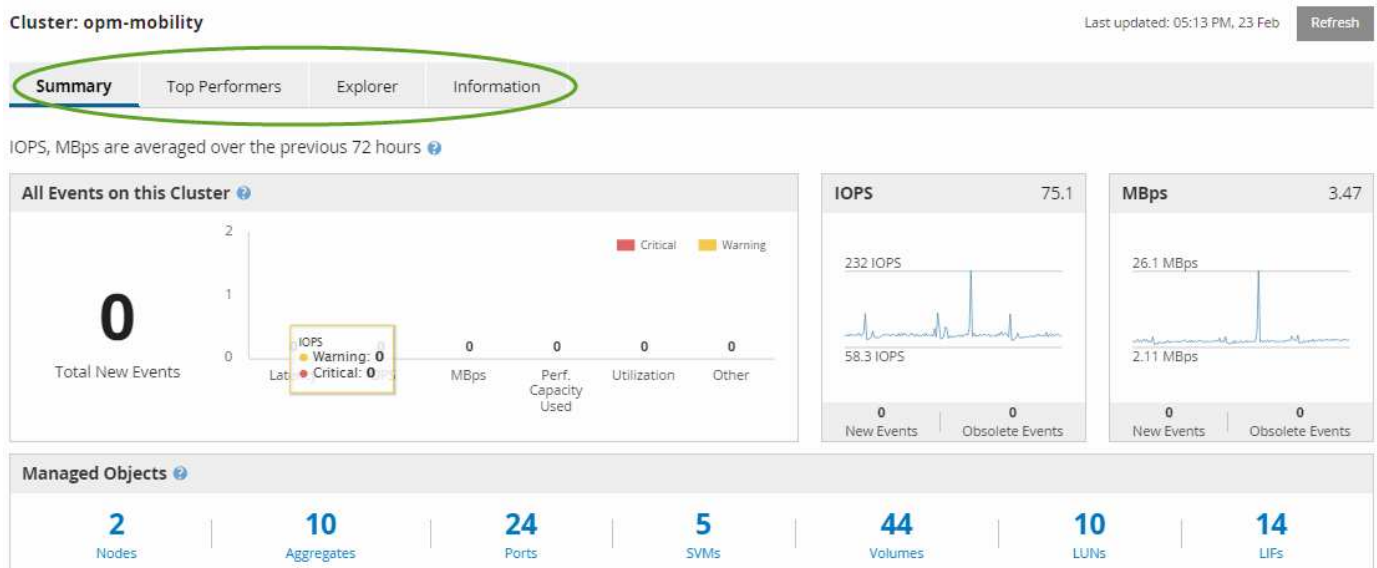 Cluster: opm-mobility
Last updated: 05:13 PM, 23 Feb
Refresh
Summary
Top Performers
Explorer
Information
IOPS, MBps are averaged over the previous 72 hours
All Events on this Cluster
0
Total New Events
2
1
0
Critical
Warning
IOPS
Warning: 0
Critical: 0
0
0
0
0
MBps
Perf.
Capacity
Used
Utilization
Other
IOPS
75.1
232 IOPS
58.3 IOPS
0
New Events
0
Obsolete Events
MBps
3.47
26.1 MBps
2.11 MBps
0
New Events
0
Obsolete Events
Managed Objects
2
Nodes
10
Aggregates
24
Ports
5
SVMs
44
Volumes
10
LUNs
14
LIFs